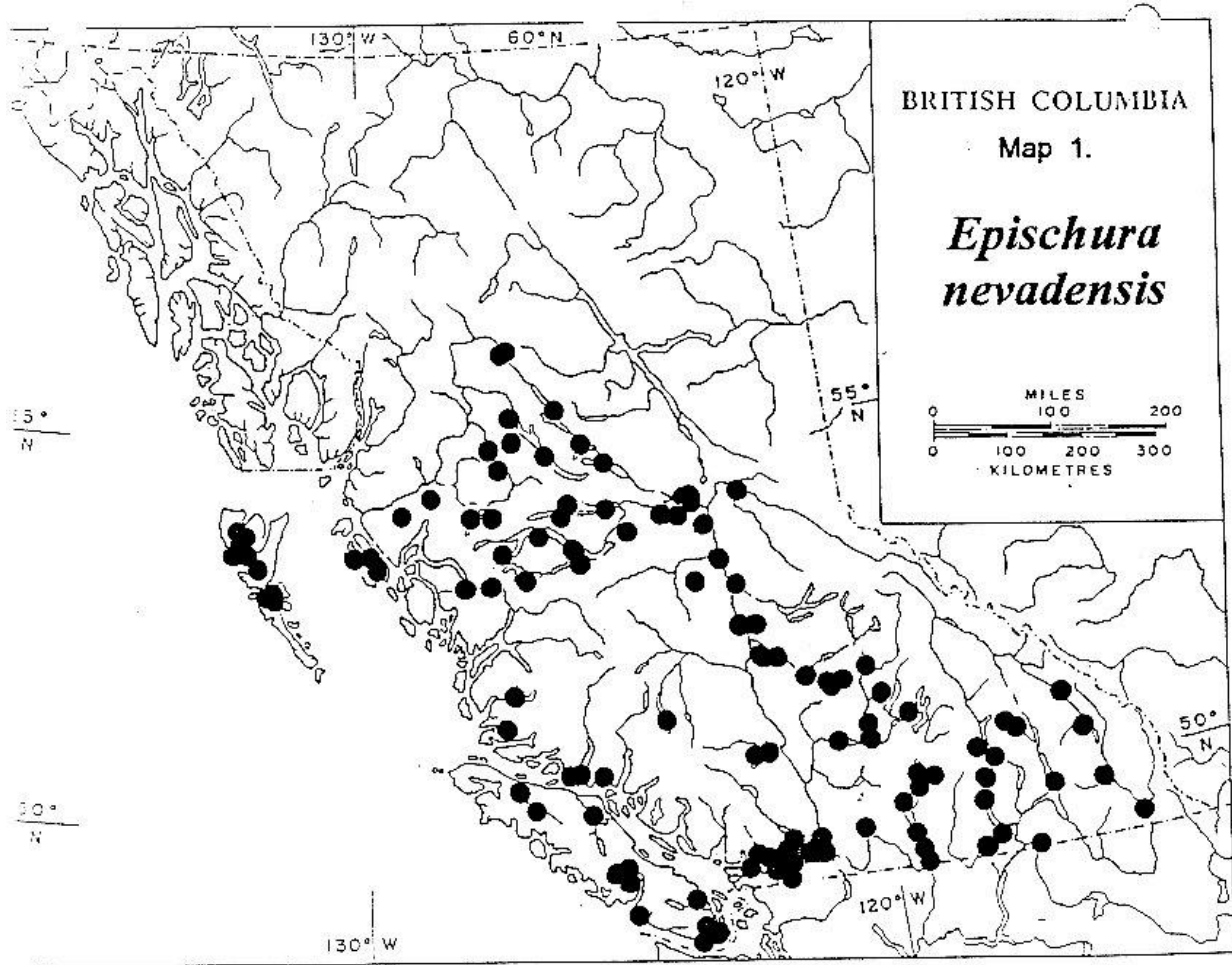 130° W
60° N
120° W
BRITISH COLUMBIA
Map 1.
Epischura
nevadensis
MILES
0 100 200
0 100 200 300
KILOMETRES
55°
N
55°
N
50°
N
50°
N
130° W
120° W